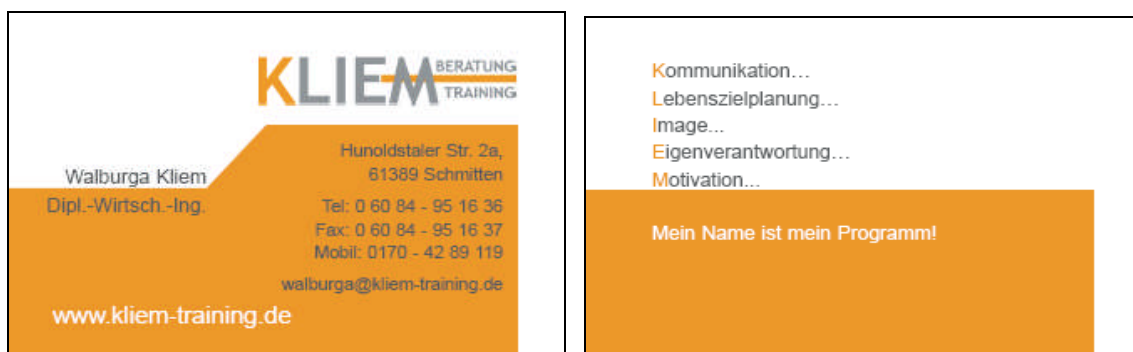 KLIEM BERATUNG
TRAINING
Hunoldstaler Str. 2a,
61389 Schmitten
Walburga Kliem
Dipl.-Wirtsch.-Ing.
Tel: 0 60 84 - 95 16 36
Fax: 0 60 84 - 95 16 37
Mobil: 0170 - 42 89 119
walburga@kliem-training.de
www.kliem-training.de
Kommunikation…
Lebenszielplanung…
Image...
Eigenverantwortung…
Motivation...
Mein Name ist mein Programm!